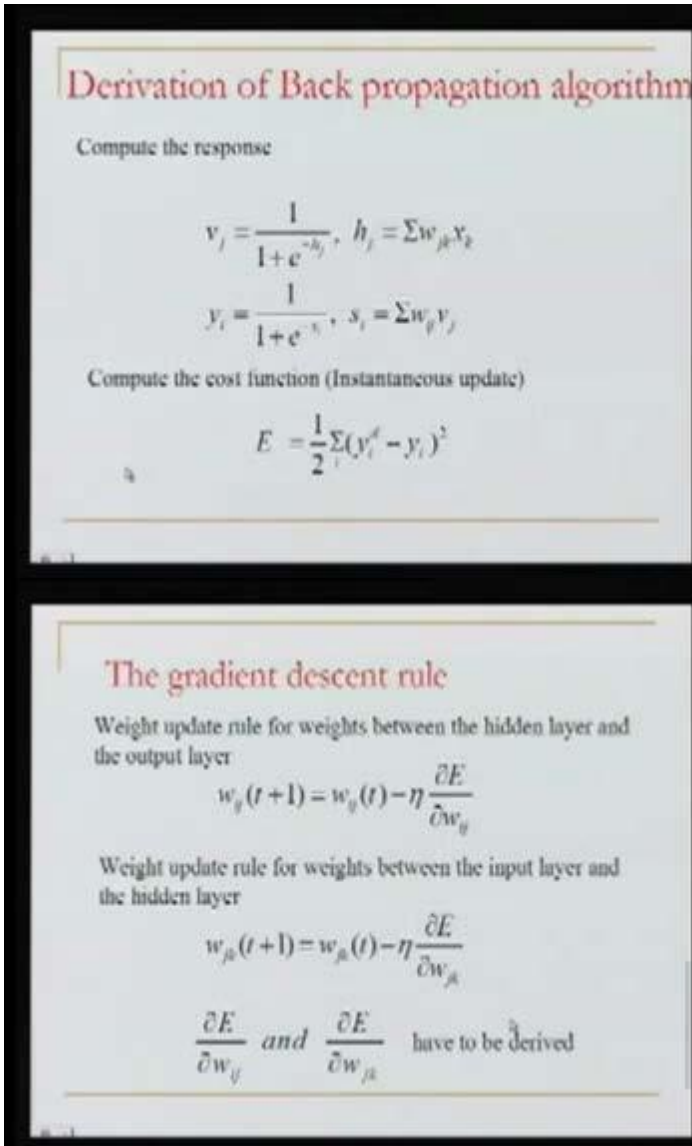 Derivation of Back propagation algorithm
Compute the response
v_j = 1/(1+e^{-h_j}), h_j = Σw_{jk}x_k
y_i = 1/(1+e^{-s_i}), s_i = Σw_{ij}v_j
Compute the cost function (Instantaneous update)
E = 1/2 Σ_i (y_i^d - y_i)^2
The gradient descent rule
Weight update rule for weights between the hidden layer and
the output layer
w_{ij}(t+1) = w_{ij}(t) - η ∂E/∂w_{ij}
Weight update rule for weights between the input layer and
the hidden layer
w_{jk}(t+1) = w_{jk}(t) - η ∂E/∂w_{jk}
∂E/∂w_{ij} and ∂E/∂w_{jk} have to be derived